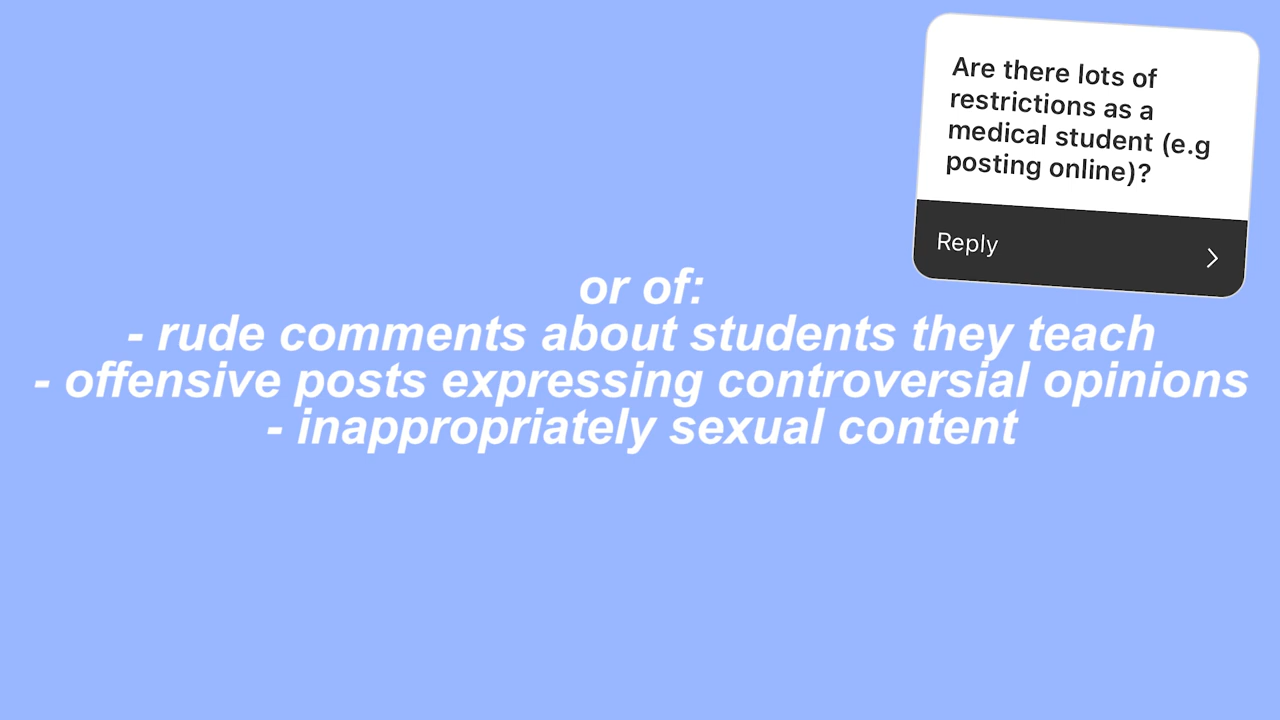 Are there lots of
restrictions as a
medical student (e.g
posting online)?
Reply
or of:
- rude comments about students they teach
- offensive posts expressing controversial opinions
- inappropriately sexual content